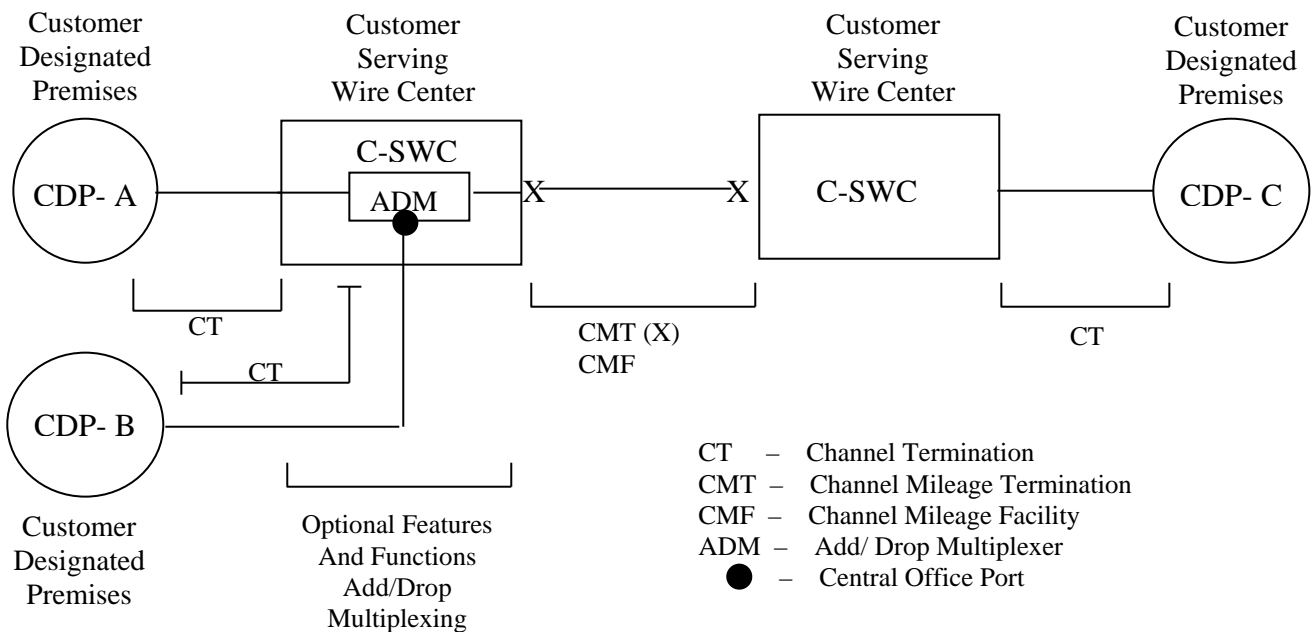 Customer
Designated
Premises
Customer
Serving
Wire Center
Customer
Serving
Wire Center
Customer
Designated
Premises
CDP- A
C-SWC
ADM
X
X
C-SWC
CDP- C
CT
CMT (X)
CMF
CT
CT
CDP- B
Customer
Designated
Premises
Optional Features
And Functions
Add/Drop
Multiplexing
CT – Channel Termination
CMT – Channel Mileage Termination
CMF – Channel Mileage Facility
ADM – Add/ Drop Multiplexer
– Central Office Port